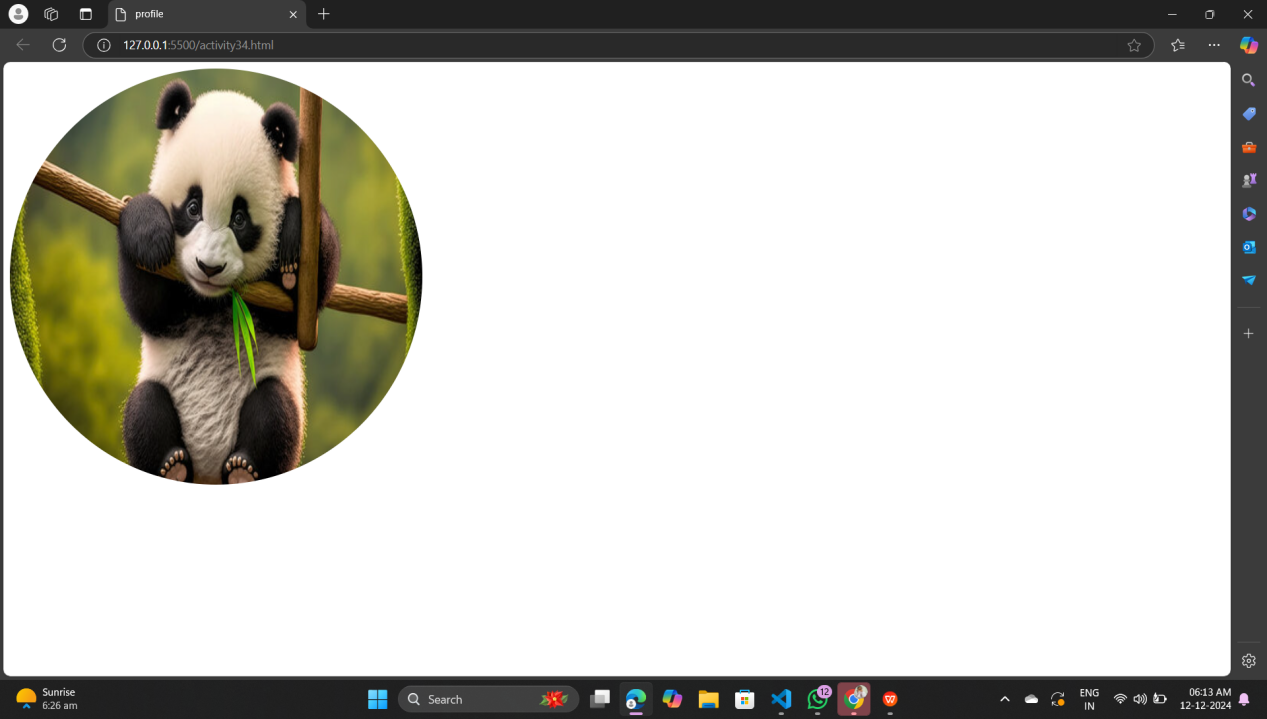 profile
127.0.0.1:5500/activity34.html
Sunrise
6:26 am
Search
12
ENG
IN
06:13 AM
12-12-2024